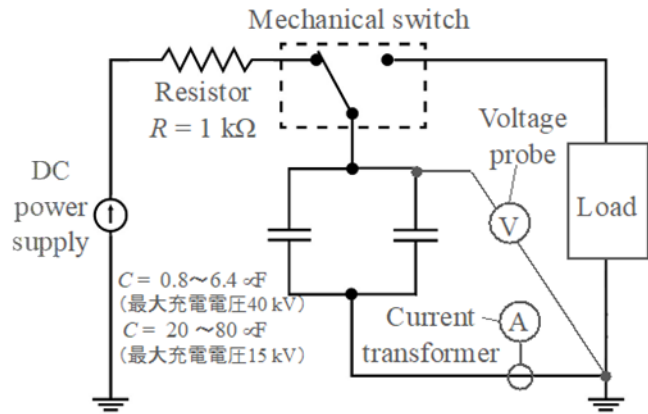 Mechanical switch
Resistor
R = 1 kΩ
Voltage
probe
DC
power
supply
V
Load
C = 0.8〜6.4 ∝F
(最大充電電圧40 kV)
C = 20 〜80 ∝F
(最大充電電圧15 kV)
Current
transformer
A